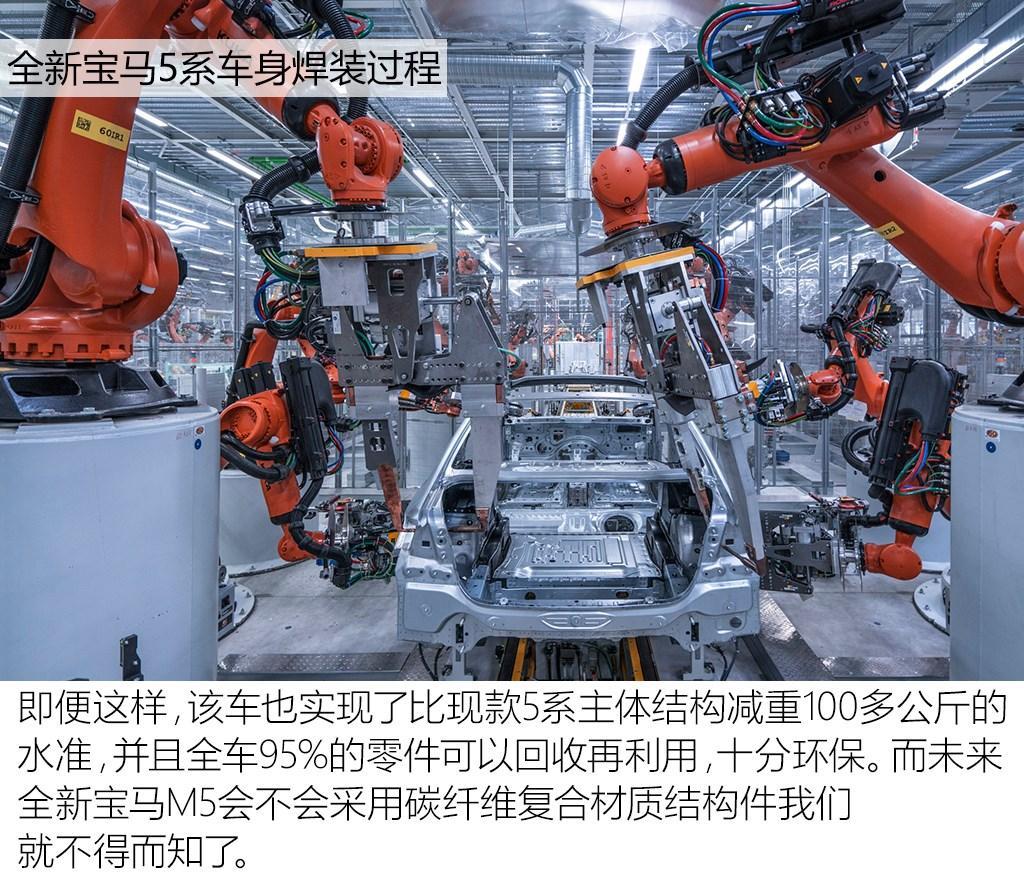 全新宝马5系车身焊装过程
60IR1
即便这样,该车也实现了比现款5系主体结构减重100多公斤的
水准,并且全车95%的零件可以回收再利用,十分环保。而未来
全新宝马M5会不会采用碳纤维复合材质结构件我们
就不得而知了。